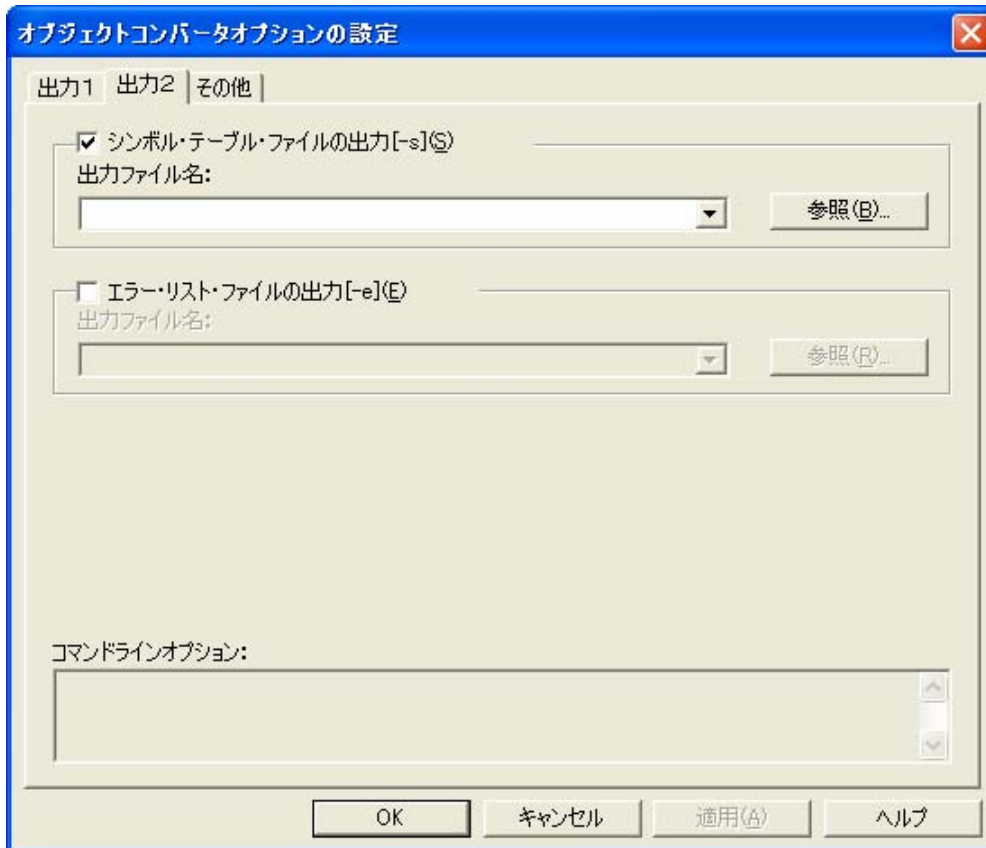 オブジェクトコンバータオプションの設定
出力1 出力2 その他
シンボル・テーブル・ファイルの出力[-s](S)
出力ファイル名:
参照(B)...
エラー・リスト・ファイルの出力[-e](E)
出力ファイル名:
参照(R)...
コマンドラインオプション:
OK キャンセル 適用(A) ヘルプ